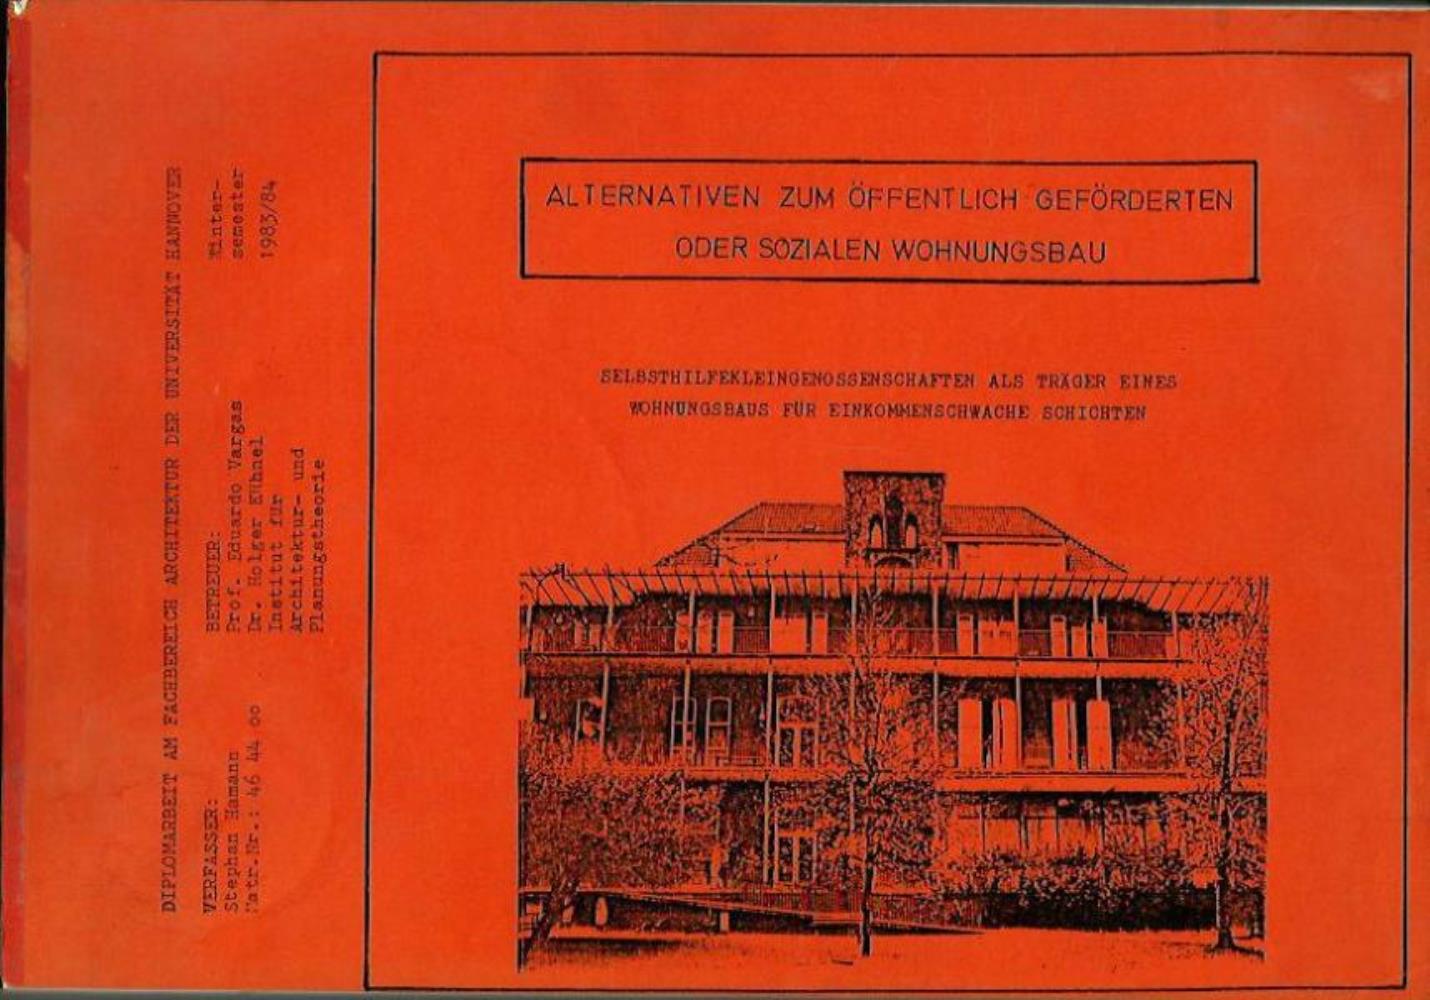 ALTERNATIVEN ZUM ÖFFENTLICH GEFÖRDERTEN
ODER SOZIALEN WOHNUNGSBAU
SELBSTHILFEKLEINGENOSSENSCHAFTEN ALS TRÄGER EINES
WOHNUNGSBAUS FÜR EINKOMMENSCHWACHE SCHICHTEN
DIPLOMARBEIT AM FACHBEREICH ARCHITEKTUR DER UNIVERSITÄT HANNOVER
VERFASSER:
Stephan Hamann
Matr.Nr.: 46 44 00
BETREUER:
Prof. Eduardo Vargas
Dr. Holger Kühnel
Institut für
Architektur- und
Planungstheorie
Winter-
semester
1983/84